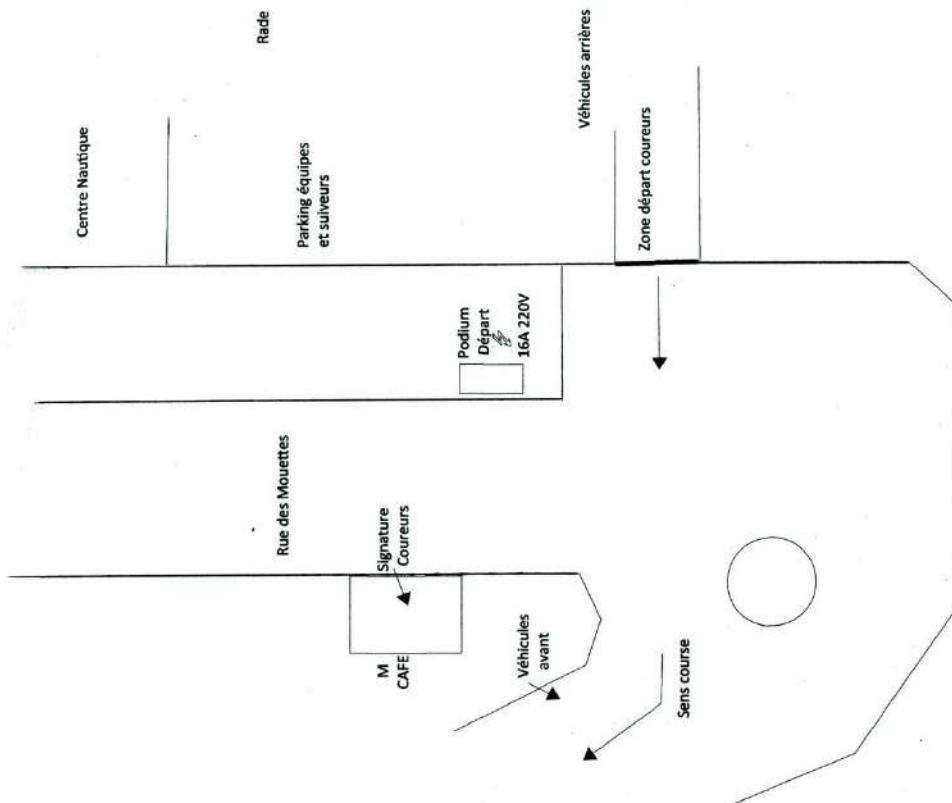 Centre Nautique
Rade
Rue des Mouettes
Parking équipes
et suiveurs
M
CAFE
Signature
Coureurs
Podium
Départ
16A 220V
Véhicules
avant
Véhicules arrières
Zone départ coureurs
Sens course